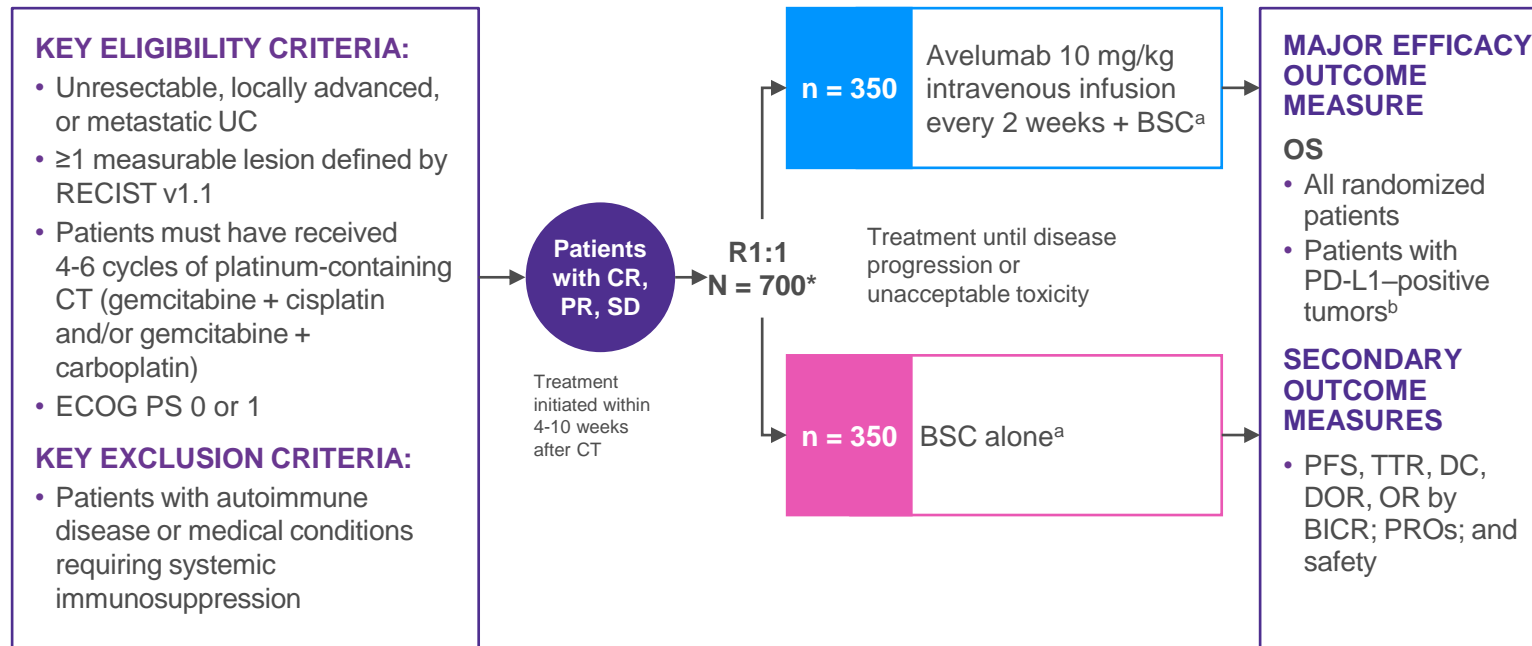 KEY ELIGIBILITY CRITERIA:
• Unresectable, locally advanced,
or metastatic UC
• ≥1 measurable lesion defined by
RECIST v1.1
• Patients must have received
4-6 cycles of platinum-containing
CT (gemcitabine + cisplatin
and/or gemcitabine +
carboplatin)
• ECOG PS 0 or 1
KEY EXCLUSION CRITERIA:
• Patients with autoimmune
disease or medical conditions
requiring systemic
immunosuppression
Patients
with CR,
PR, SD
Treatment
initiated within
4-10 weeks
after CT
R1:1
N = 700*
n = 350
Avelumab 10 mg/kg
intravenous infusion
every 2 weeks + BSCᵃ
Treatment until disease
progression or
unacceptable toxicity
n = 350
BSC aloneᵃ
MAJOR EFFICACY
OUTCOME
MEASURE
OS
• All randomized
patients
• Patients with
PD-L1–positive
tumorsᵇ
SECONDARY
OUTCOME
MEASURES
• PFS, TTR, DC,
DOR, OR by
BICR; PROs; and
safety